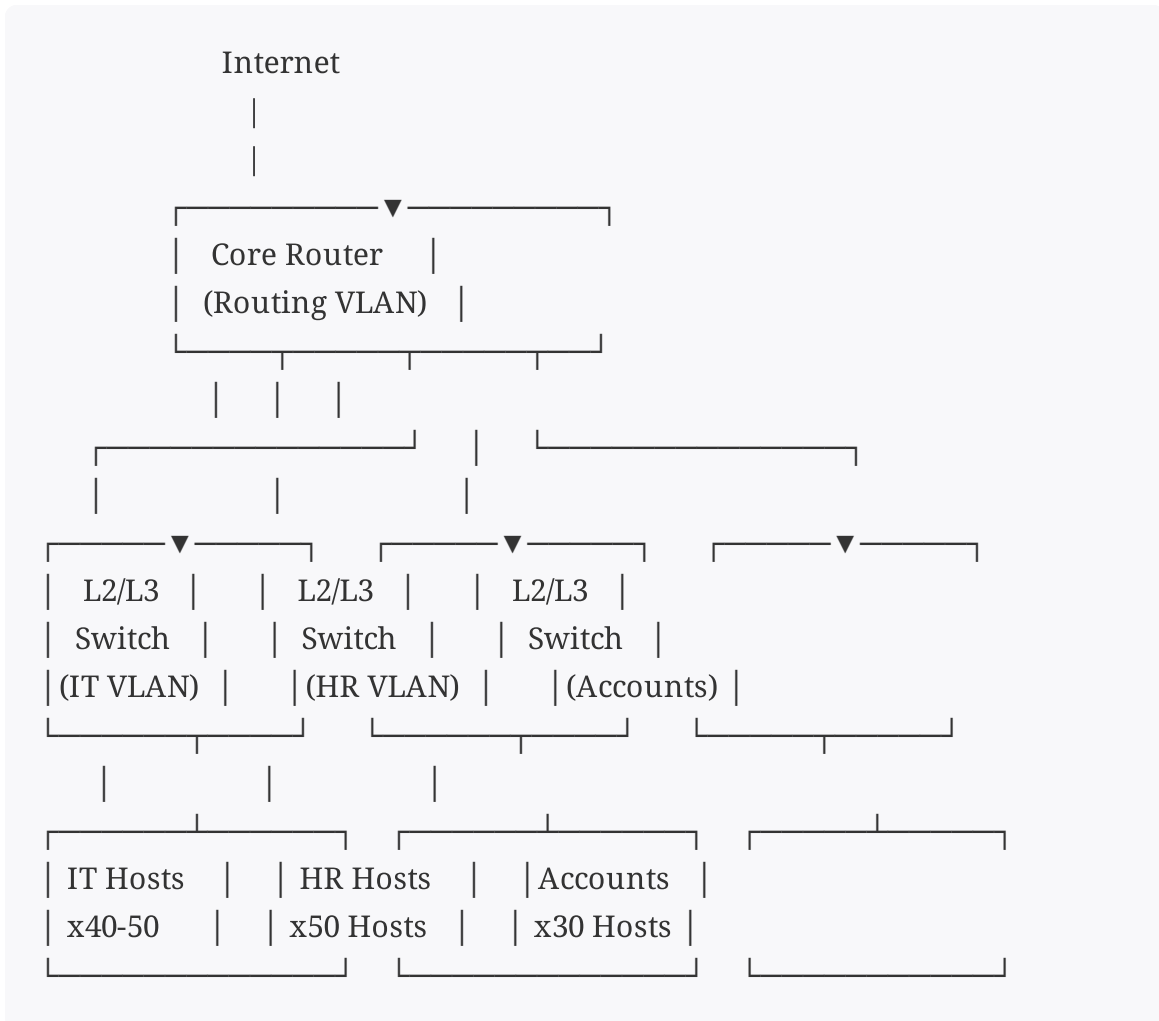 Internet
Core Router
(Routing VLAN)
L2/L3 L2/L3 L2/L3
Switch Switch Switch
(IT VLAN) (HR VLAN) (Accounts)
IT Hosts HR Hosts Accounts
x40-50 x50 Hosts x30 Hosts